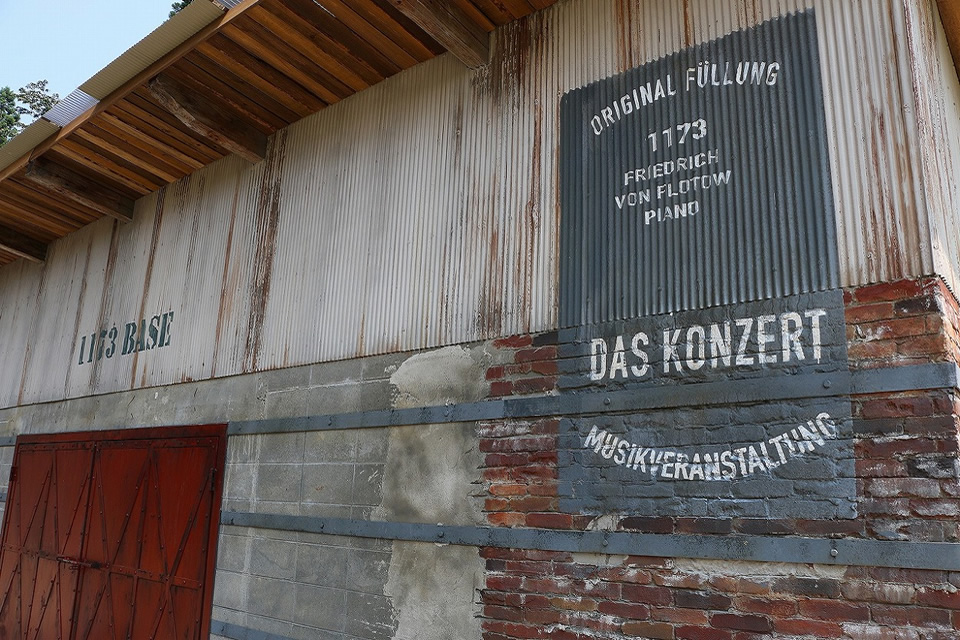 ORIGINAL FÜLLUNG
1173
FRIEDRICH
VON FLOTOW
PIANO
DAS KONZERT
MUSIKVERANSTALTUNG
1173 BASE